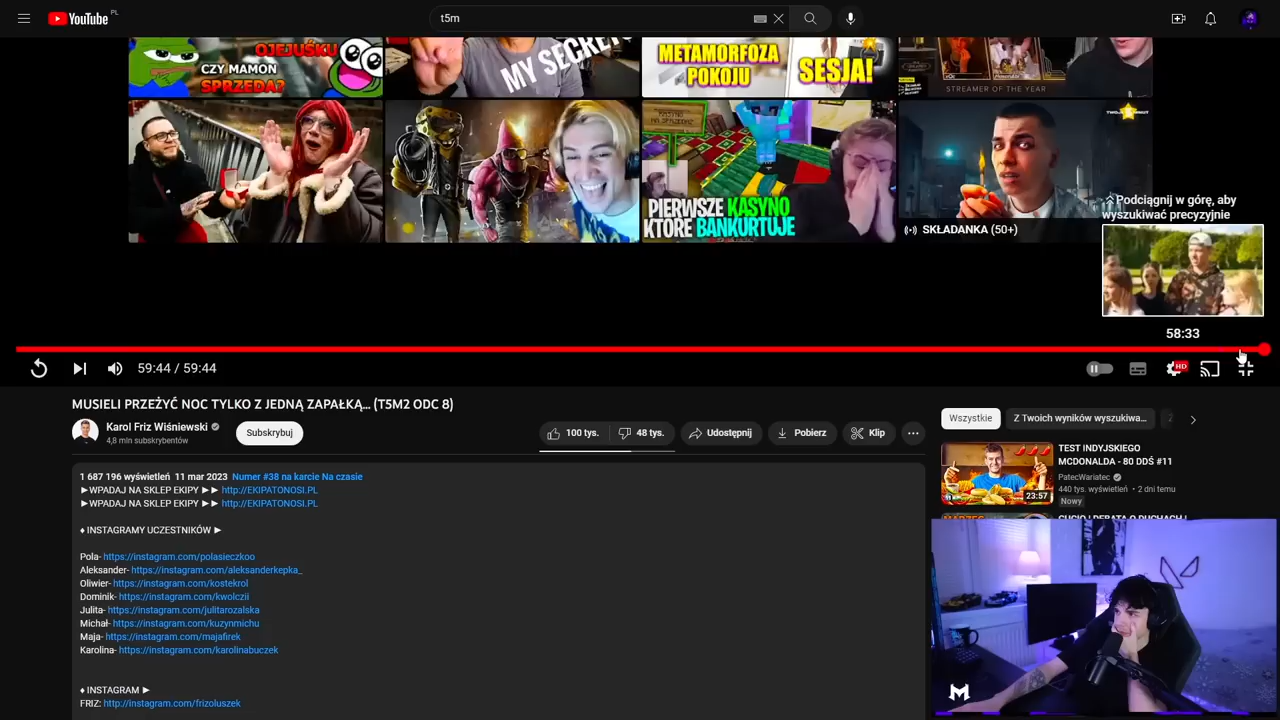 YouTube PL
t5m
OJEJUŚKU
CZY MAMON
SPRZEDA?
MY SECRET
METAMORFOZA
POKOJU
SESJA!
STREAMER OF THE YEAR
PIERWSZE KASYNO
KTÓRE BANKRUTUJE
SKŁADANKA (50+)
Podciągnij w górę, aby
wyszukiwać precyzyjnie
58:33
59:44 / 59:44
HD
MUSIELI PRZEŻYĆ NOC TYLKO Z JEDNĄ ZAPAŁKĄ... (T5M2 ODC 8)
Karol Friz Wiśniewski
4,8 mln subskrybentów
Subskrybuj
100 tys.
48 tys.
Udostępnij
Pobierz
Klip
Wszystkie
Z Twoich wyników wyszukiwa...
1 687 196 wyświetleń 11 mar 2023 Numer #38 na karcie Na czasie
►WPADAJ NA SKLEP EKIPY ►► http://EKIPATONOSI.PL
►WPADAJ NA SKLEP EKIPY ►► http://EKIPATONOSI.PL
♦ INSTAGRAMY UCZESTNIKÓW ►
Pola- https://instagram.com/polasieczkoo
Aleksander- https://instagram.com/aleksanderkepka_
Oliwier- https://instagram.com/kostekrol
Dominik- https://instagram.com/kwolczii
Julita- https://instagram.com/julitarozalska
Michał- https://instagram.com/kuzynmichu
Maja- https://instagram.com/majafirek
Karolina- https://instagram.com/karolinabuczek
♦ INSTAGRAM ►
FRIZ: http://instagram.com/frizoluszek
TEST INDYJSKIEGO
MCDONALDA - 80 DDŚ #11
PatecWariatec
440 tys. wyświetleń • 2 dni temu
Nowy
23:57